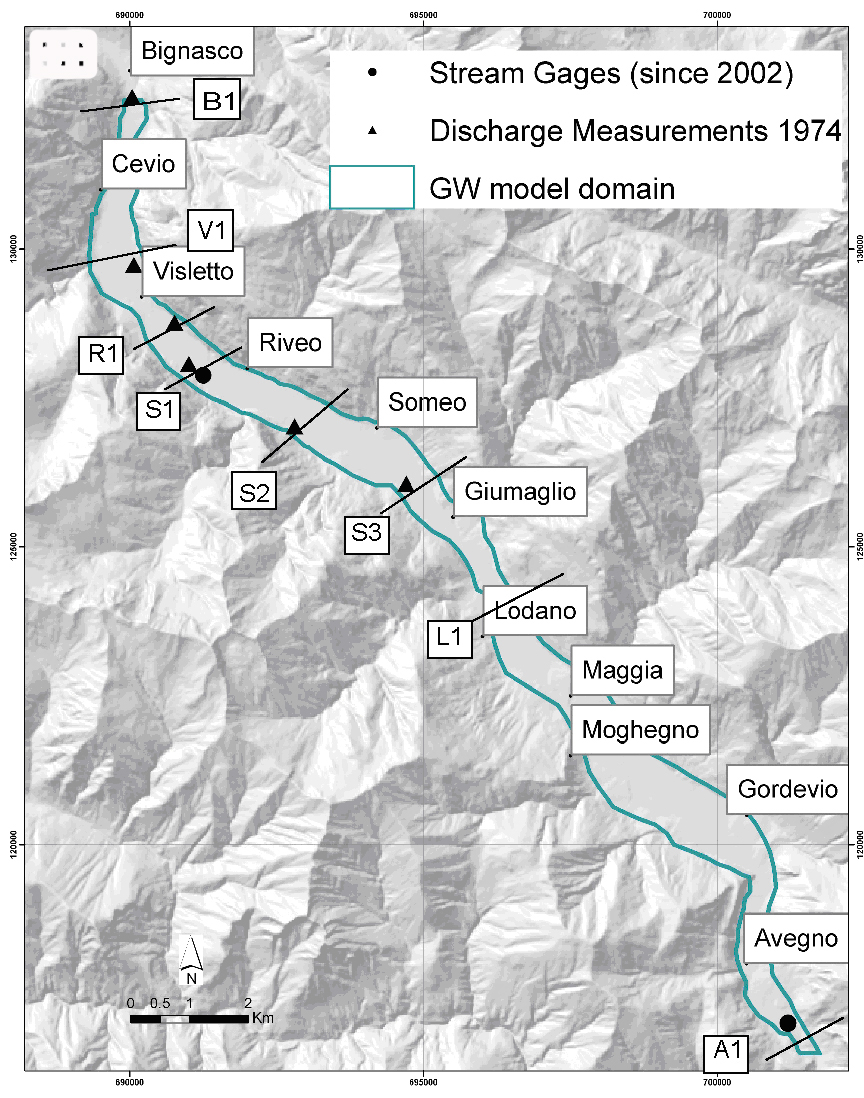 690000 695000 700000
Bignasco
Stream Gages (since 2002)
B1
Discharge Measurements 1974
Cevio
GW model domain
V1
130000 130000
Visletto
R1
Riveo
S1
Someo
S2
Giumaglio
S3
125000 125000
Lodano
L1
Maggia
Moghegno
Gordevio
120000 120000
Avegno
N
0 0.5 1 2
Km
A1
690000 695000 700000